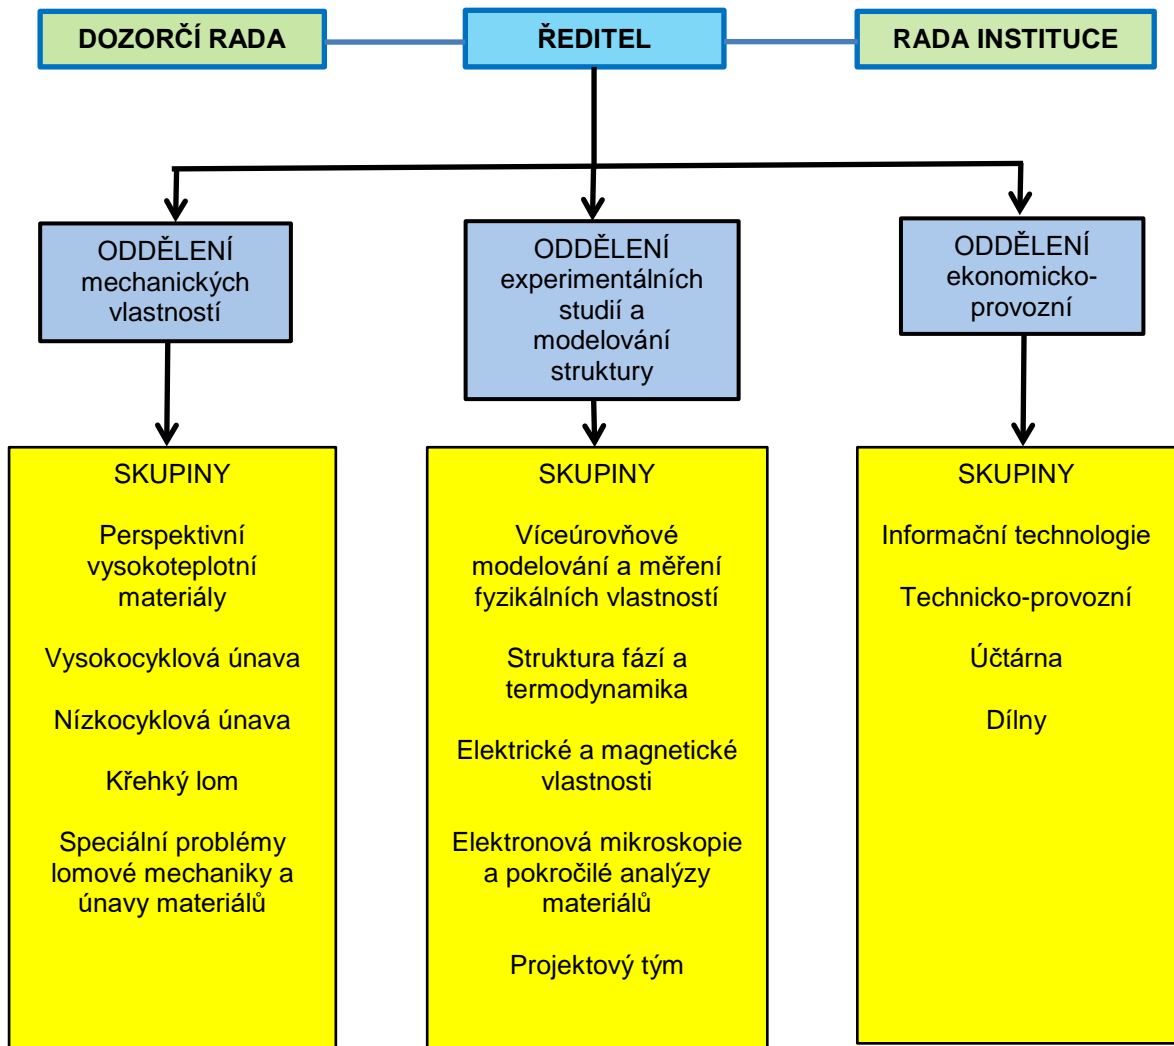 DOZORČÍ RADA
ŘEDITEL
RADA INSTITUCE
ODDĚLENÍ
mechanických
vlastností
ODDĚLENÍ
experimentálních
studií a
modelování
struktury
ODDĚLENÍ
ekonomicko-
provozní
SKUPINY
Perspektivní
vysokoteplotní
materiály
Vysokocyklová únava
Nízkocyklová únava
Křehký lom
Speciální problémy
lomové mechaniky a
únavy materiálů
SKUPINY
Víceúrovňové
modelování a měření
fyzikálních vlastností
Struktura fází a
termodynamika
Elektrické a magnetické
vlastnosti
Elektronová mikroskopie
a pokročilé analýzy
materiálů
Projektový tým
SKUPINY
Informační technologie
Technicko-provozní
Účtárna
Dílny